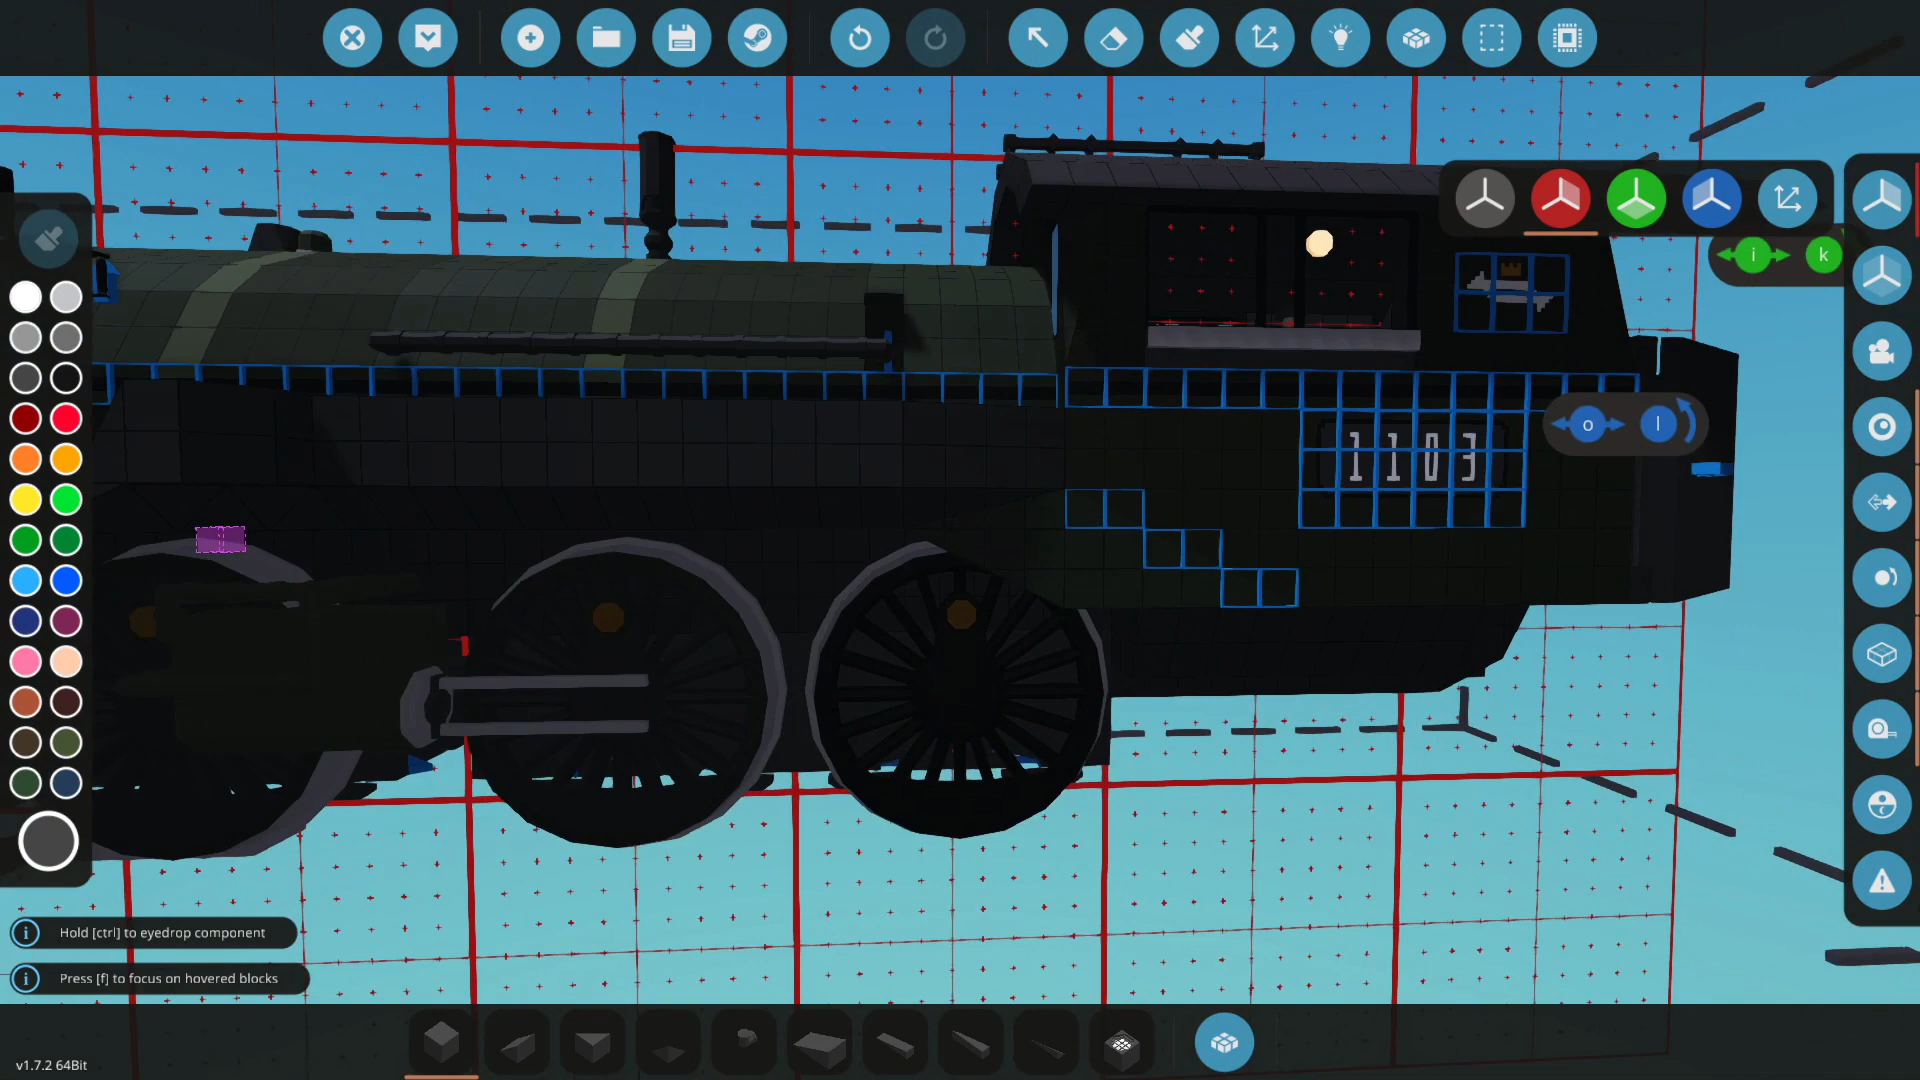 i k
o l
1103
Hold [ctrl] to eyedrop component
Press [f] to focus on hovered blocks
v1.7.2 64Bit